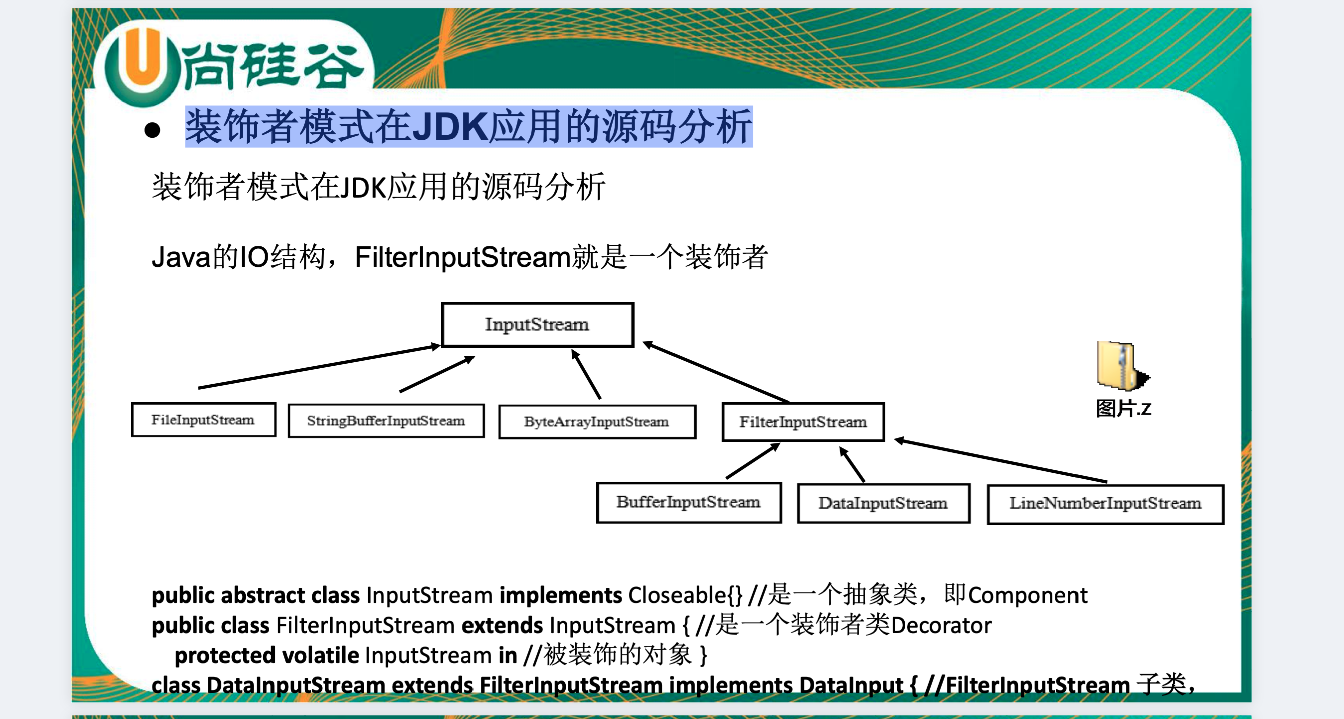 尚硅谷
● 装饰者模式在JDK应用的源码分析
装饰者模式在JDK应用的源码分析
Java的IO结构，FilterInputStream就是一个装饰者
InputStream
FileInputStream
StringBufferInputStream
ByteArrayInputStream
FilterInputStream
图片.z
BufferInputStream
DataInputStream
LineNumberInputStream
public abstract class InputStream implements Closeable{} //是一个抽象类，即Component
public class FilterInputStream extends InputStream { //是一个装饰者类Decorator
protected volatile InputStream in //被装饰的对象 }
class DataInputStream extends FilterInputStream implements DataInput { //FilterInputStream 子类，